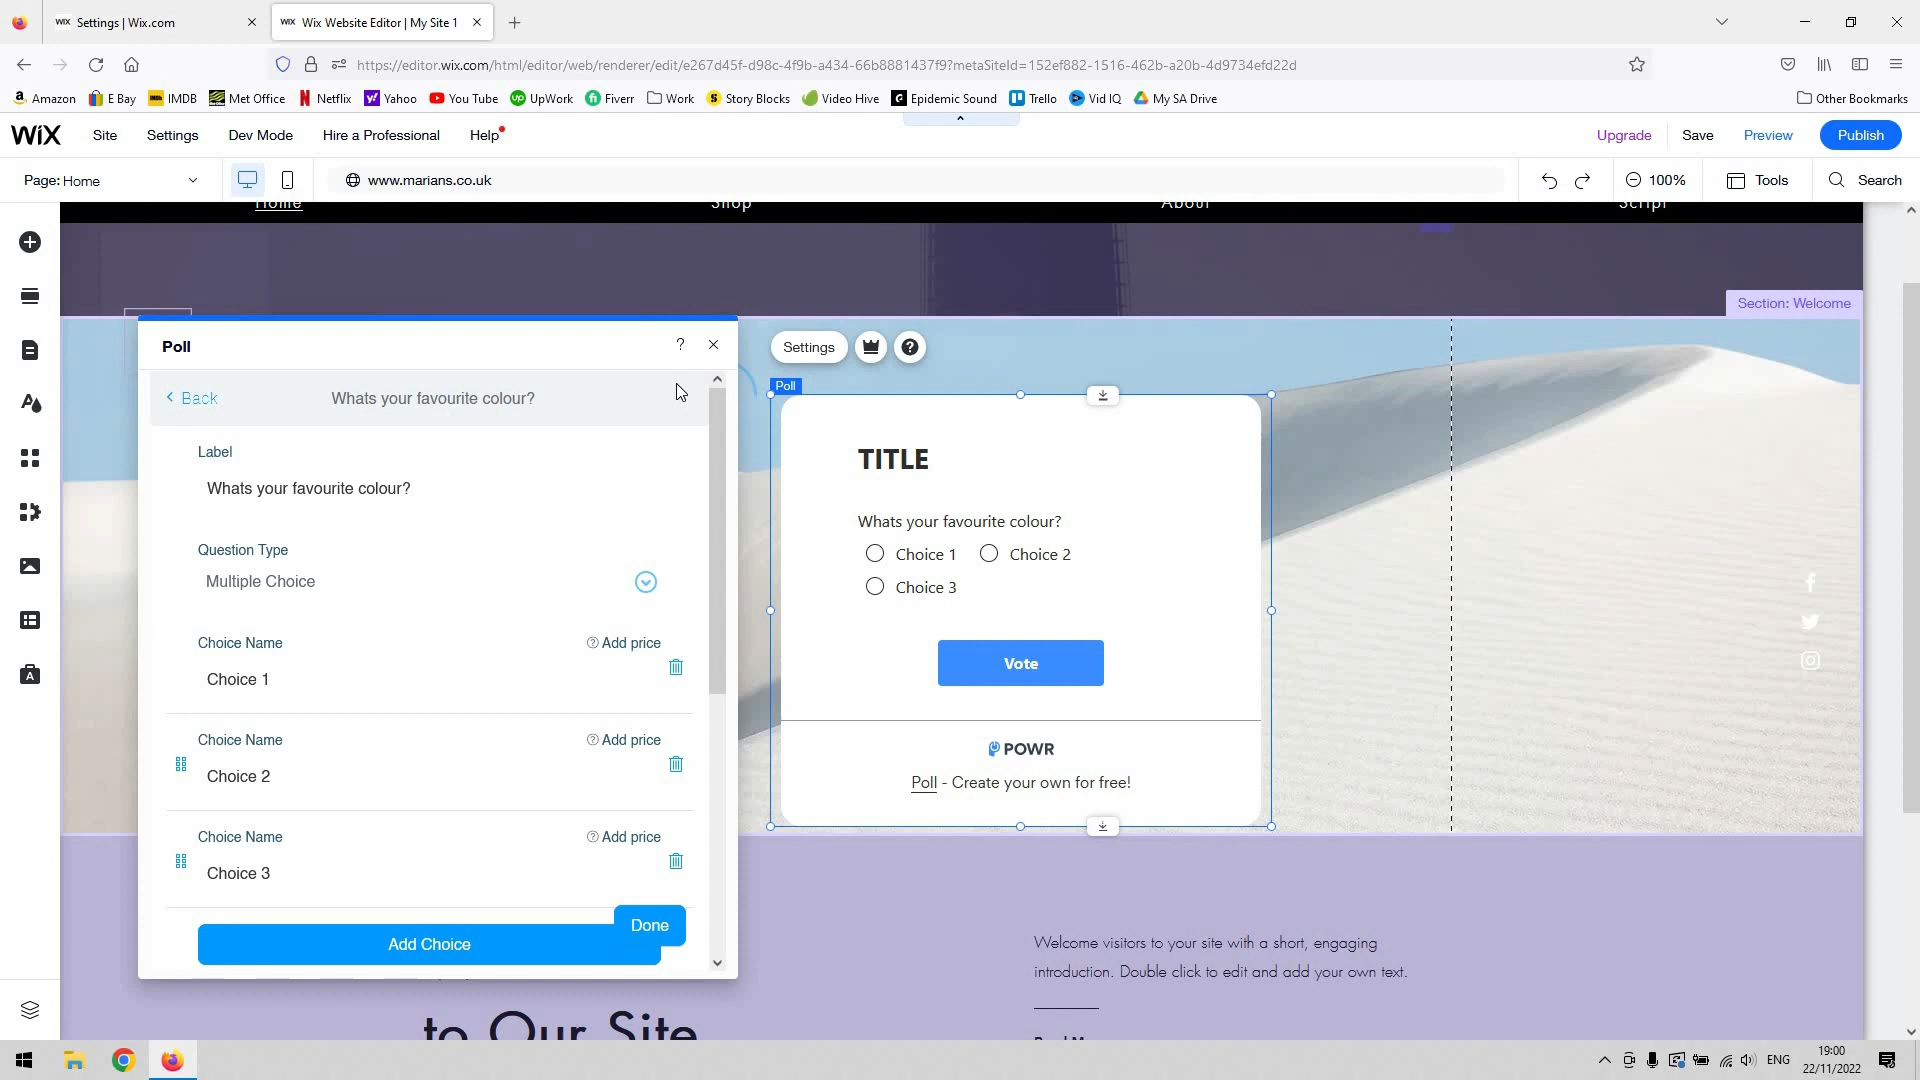 Settings | Wix.com
WIX Wix Website Editor | My Site 1
https://editor.wix.com/html/editor/web/renderer/edit/e267d45f-d98c-4f9b-a434-66b8881437f9?metaSiteId=152ef882-1516-462b-a20b-4d9734efd22d
Amazon E Bay IMDB Met Office Netflix Yahoo You Tube UpWork Fiverr Work Story Blocks Video Hive Epidemic Sound Trello Vid IQ My SA Drive Other Bookmarks
WiX Site Settings Dev Mode Hire a Professional Help Upgrade Save Preview Publish
Page: Home www.marians.co.uk 100% Tools Search
Home Shop About Script
Section: Welcome
Poll ?
Back Whats your favourite colour?
Label
Whats your favourite colour?
Question Type
Multiple Choice
Choice Name Add price
Choice 1
Choice Name Add price
Choice 2
Choice Name Add price
Choice 3
Done
Add Choice
Settings
Poll
TITLE
Whats your favourite colour?
Choice 1 Choice 2
Choice 3
Vote
POWR
Poll - Create your own for free!
to Our Site
Welcome visitors to your site with a short, engaging
introduction. Double click to edit and add your own text.
ENG
19:00
22/11/2022